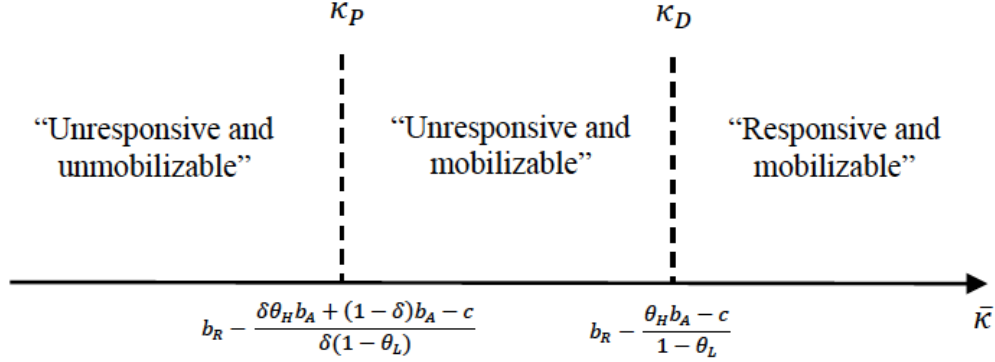 κ_P κ_D
“Unresponsive and unmobilizable”
“Unresponsive and mobilizable”
“Responsive and mobilizable”
b_R − (δθ_H b_A + (1 − δ)b_A − c) / (δ(1 − θ_L))
b_R − (θ_H b_A − c) / (1 − θ_L)
κ̄